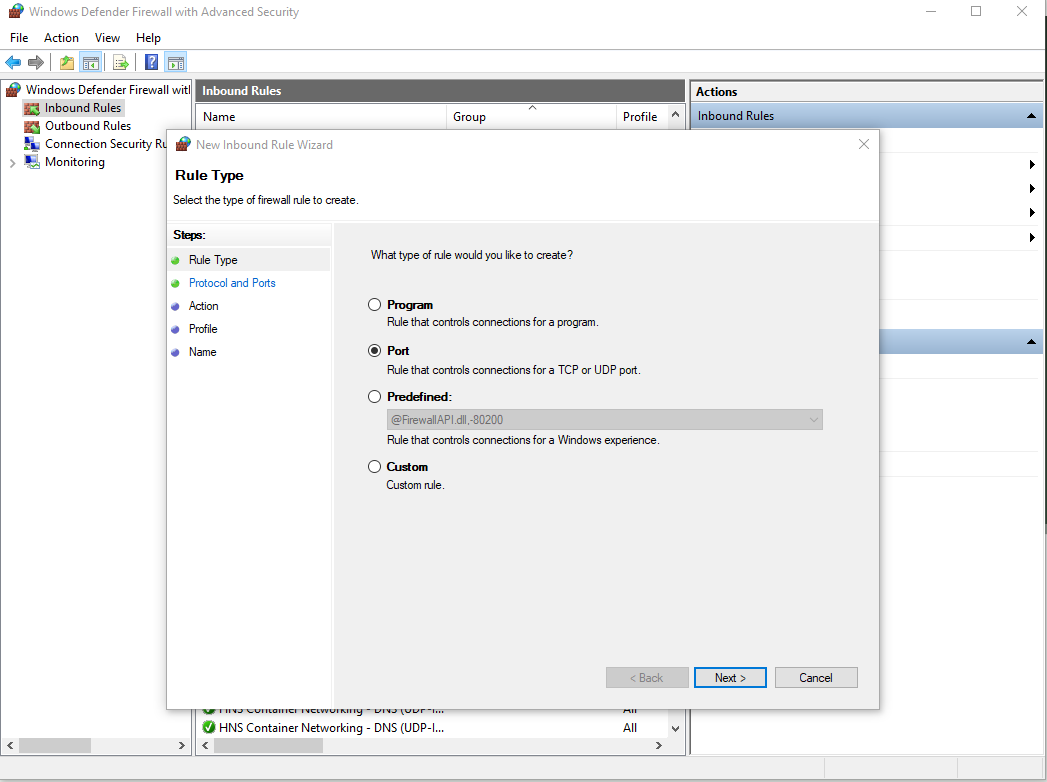 Windows Defender Firewall with Advanced Security
File Action View Help
Windows Defender Firewall wit
Inbound Rules
Outbound Rules
Connection Security Ru
Monitoring
Inbound Rules
Name Group Profile
Actions
Inbound Rules
New Inbound Rule Wizard
Rule Type
Select the type of firewall rule to create.
Steps:
Rule Type
Protocol and Ports
Action
Profile
Name
What type of rule would you like to create?
Program
Rule that controls connections for a program.
Port
Rule that controls connections for a TCP or UDP port.
Predefined:
@FirewallAPI.dll,-80200
Rule that controls connections for a Windows experience.
Custom
Custom rule.
< Back Next > Cancel
HNS Container Networking - DNS (UDP-I... All
HNS Container Networking - DNS (UDP-I... All